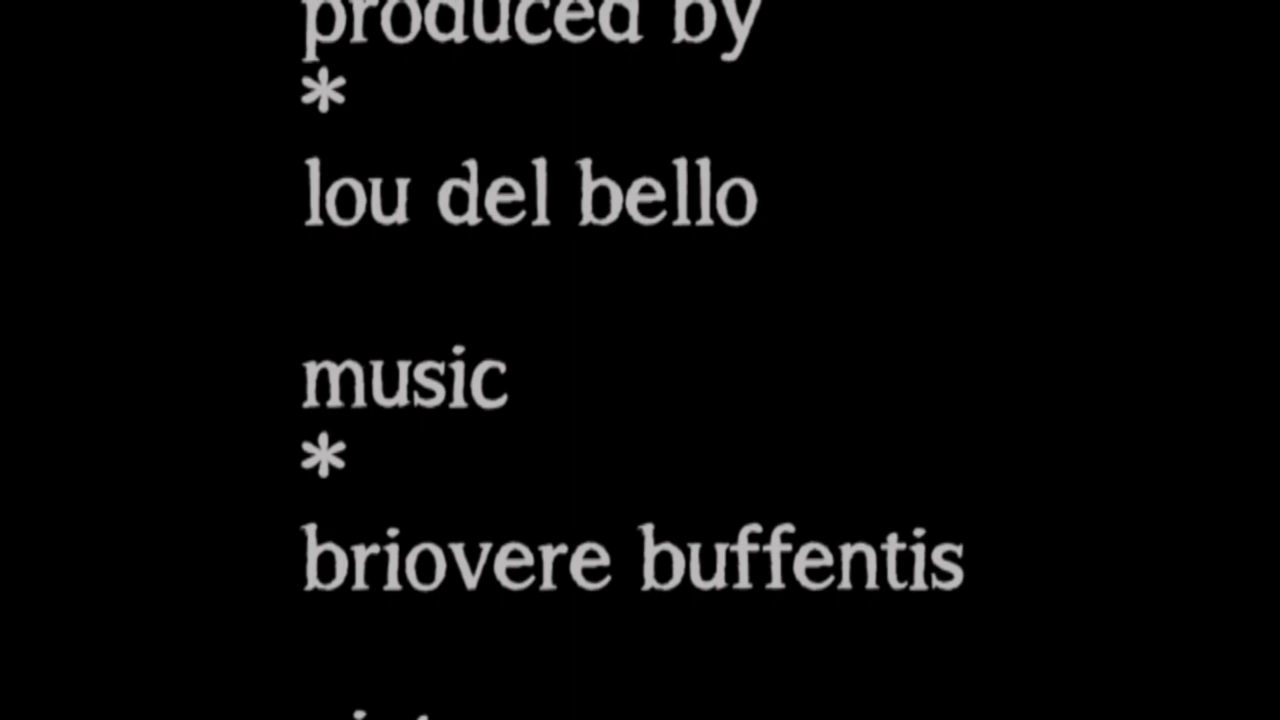 produced by
*
lou del bello
music
*
briovere buffentis